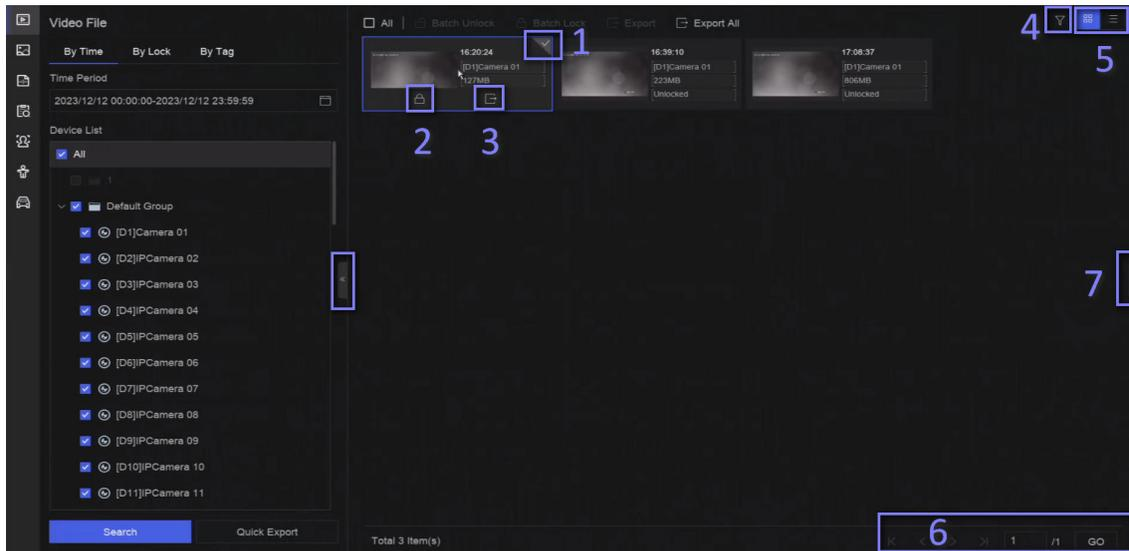 Video File
By Time By Lock By Tag
Time Period
2023/12/12 00:00:00-2023/12/12 23:59:59
Device List
All
1
Default Group
[D1]Camera 01
[D2]IPCamera 02
[D3]IPCamera 03
[D4]IPCamera 04
[D5]IPCamera 05
[D6]IPCamera 06
[D7]IPCamera 07
[D8]IPCamera 08
[D9]IPCamera 09
[D10]IPCamera 10
[D11]IPCamera 11
Search Quick Export
All Batch Unlock Batch Lock Export Export All
1
4
5
16:20:24
[D1]Camera 01
127MB
2
3
16:39:10
[D1]Camera 01
223MB
Unlocked
17:08:37
[D1]Camera 01
806MB
Unlocked
7
Total 3 Item(s)
6
1 /1 GO